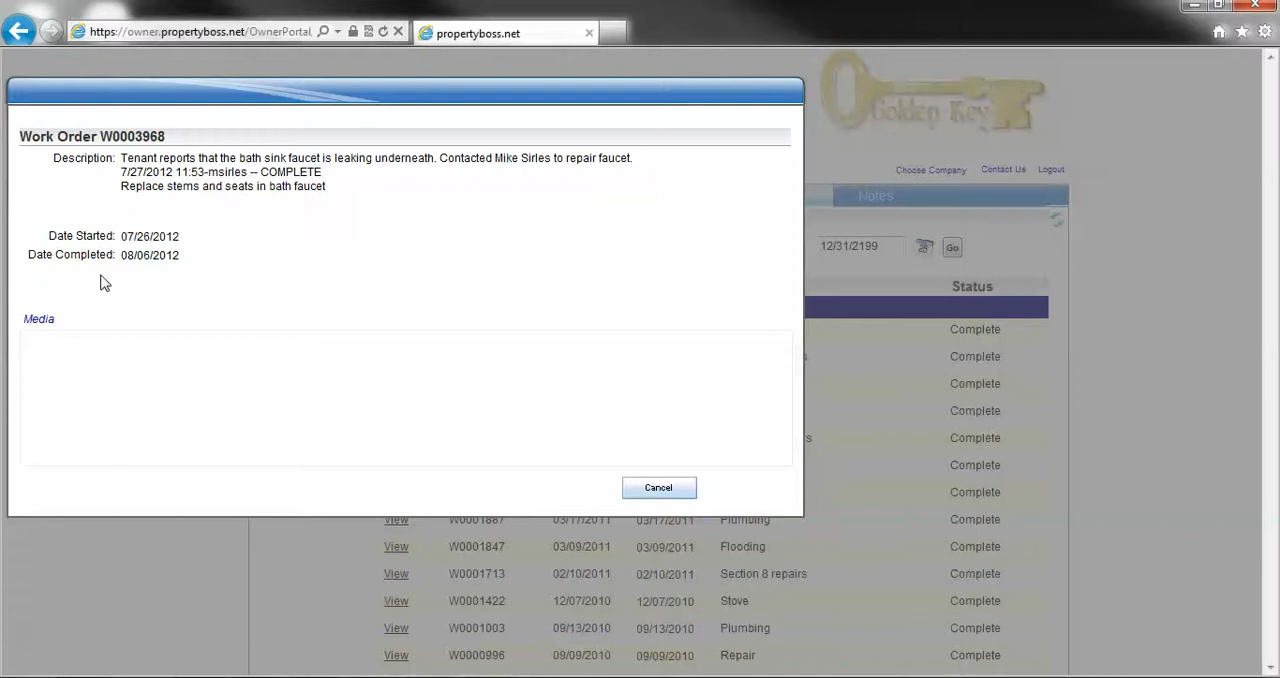 https://owner.propertyboss.net/OwnerPortal
propertyboss.net
Golden Key
Choose Company Contact Us Logout
Notes
Work Order W0003968
Description: Tenant reports that the bath sink faucet is leaking underneath. Contacted Mike Sirles to repair faucet.
7/27/2012 11:53-msirles -- COMPLETE
Replace stems and seats in bath faucet
Date Started: 07/26/2012
Date Completed: 08/06/2012
Media
Cancel
12/31/2199 Go
Status
Complete
Complete
Complete
Complete
Complete
Complete
Complete
View W0001887 03/17/2011 03/17/2011 Plumbing Complete
View W0001847 03/09/2011 03/09/2011 Flooding Complete
View W0001713 02/10/2011 02/10/2011 Section 8 repairs Complete
View W0001422 12/07/2010 12/07/2010 Stove Complete
View W0001003 09/13/2010 09/13/2010 Plumbing Complete
View W0000996 09/09/2010 09/09/2010 Repair Complete